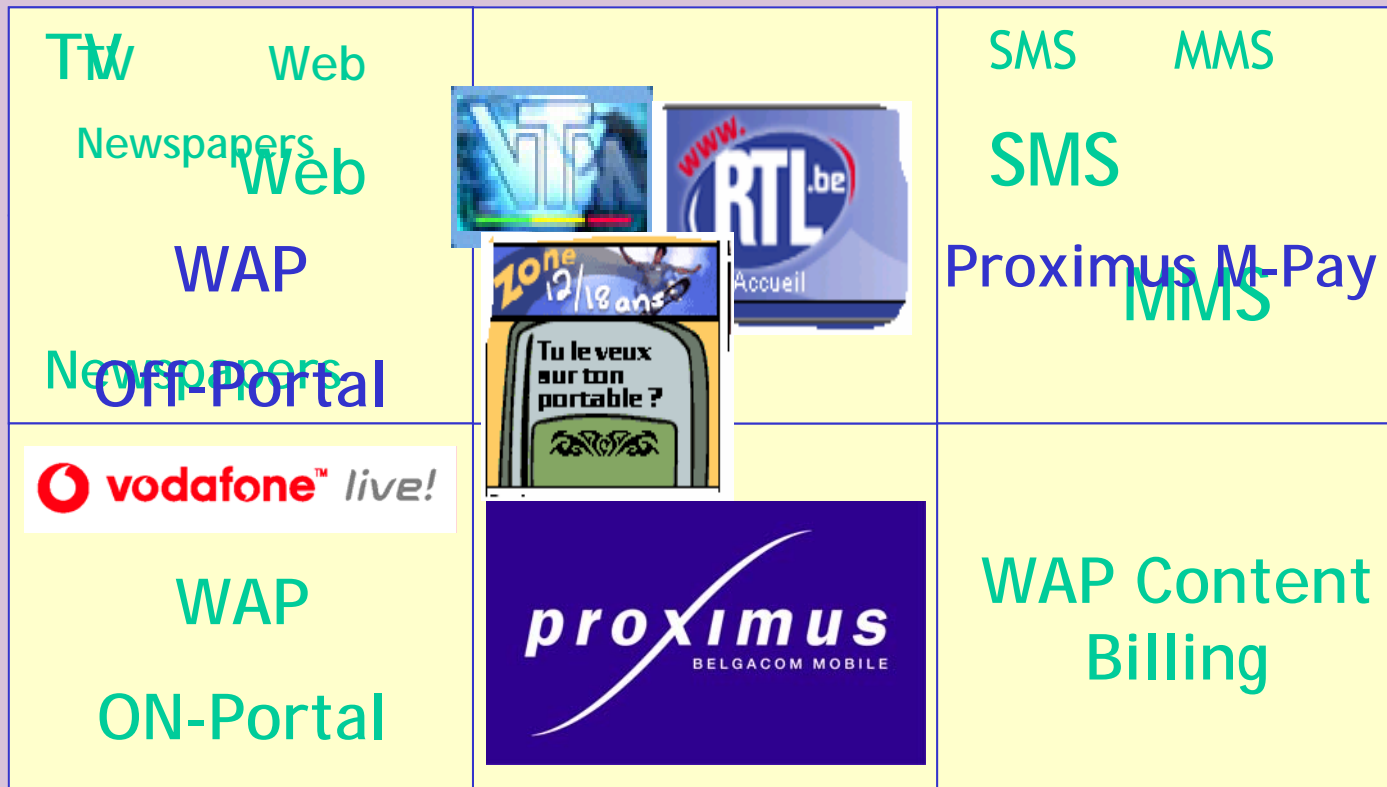 TV
TV
Web
Newspapers
Web
WAP
Newspapers
Off-Portal
VTM
www.
RTL.be
Accueil
Zone
12/18 ans
Tu le veux
sur ton
portable ?
SMS MMS
SMS
Proximus M-Pay
MMS
vodafone™ live!
WAP
ON-Portal
proximus
BELGACOM MOBILE
WAP Content
Billing